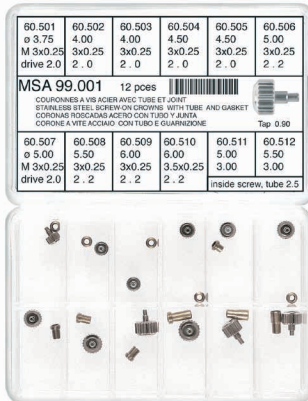 60.501 60.502 60.503 60.504 60.505 60.506
ø 3.75 4.00 4.00 4.50 4.50 5.00
M 3x0.25 3x0.25 3x0.25 3x0.25 3x0.25 3x0.25
drive 2.0 2.0 2.0 2.0 2.0 2.0
MSA 99.001 12 pces
COURONNES A VIS ACIER AVEC TUBE ET JOINT
STAINLESS STEEL SCREW-ON CROWNS WITH TUBE AND GASKET
CORONAS ROSCADAS ACERO CON TUBO Y JUNTA
CORONE A VITE ACCIAIO CON TUBO E GUARNIZIONE
Tap 0.90
60.507 60.508 60.509 60.510 60.511 60.512
ø 5.00 5.50 6.00 6.00 5.00 5.50
M 3x0.25 3x0.25 3x0.25 3.5x0.25 3.00 3.00
drive 2.0 2.2 2.2 2.2 inside screw, tube 2.5